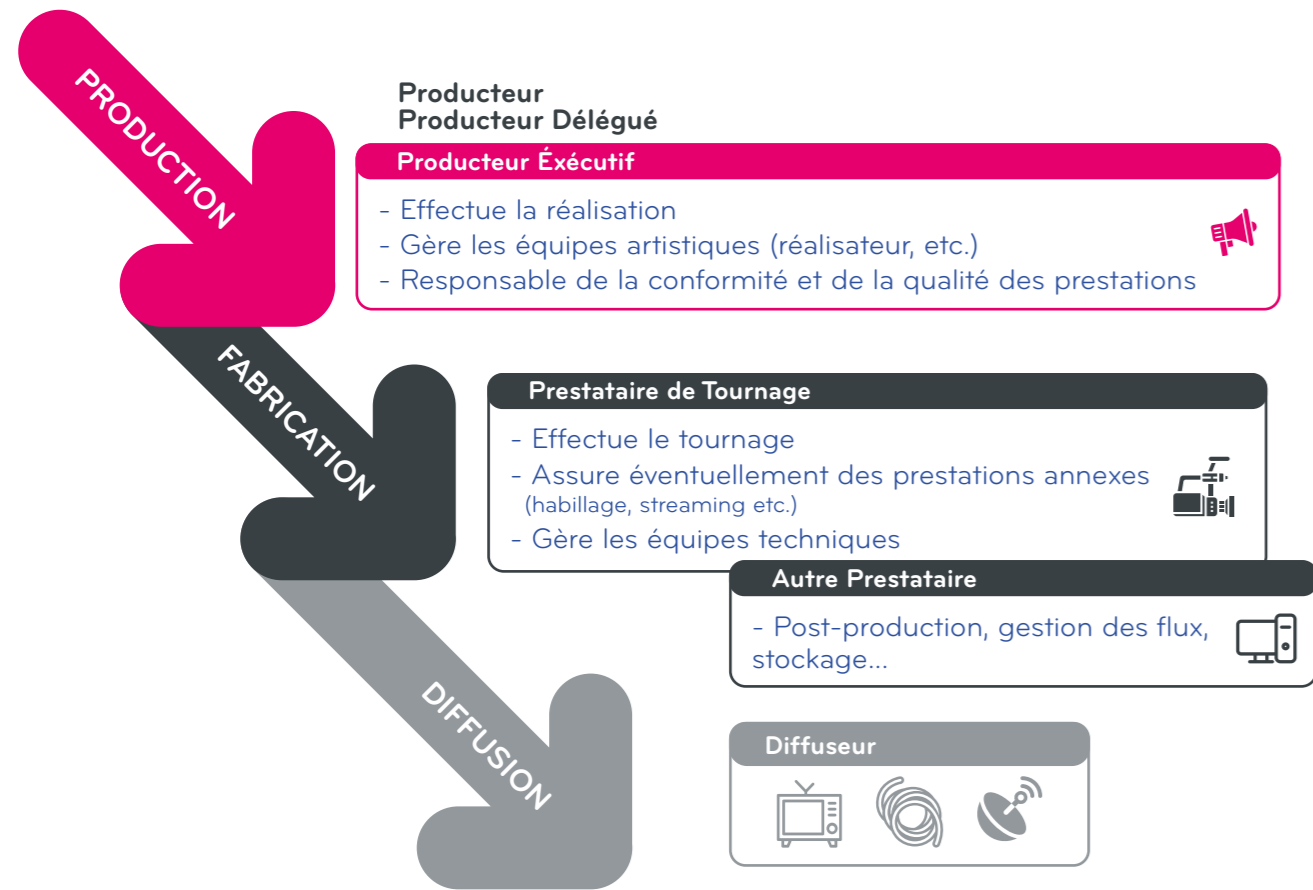 PRODUCTION
Producteur
Producteur Délégué
Producteur Éxécutif
- Effectue la réalisation
- Gère les équipes artistiques (réalisateur, etc.)
- Responsable de la conformité et de la qualité des prestations
FABRICATION
Prestataire de Tournage
- Effectue le tournage
- Assure éventuellement des prestations annexes
(habillage, streaming etc.)
- Gère les équipes techniques
Autre Prestataire
- Post-production, gestion des flux,
stockage...
DIFFUSION
Diffuseur